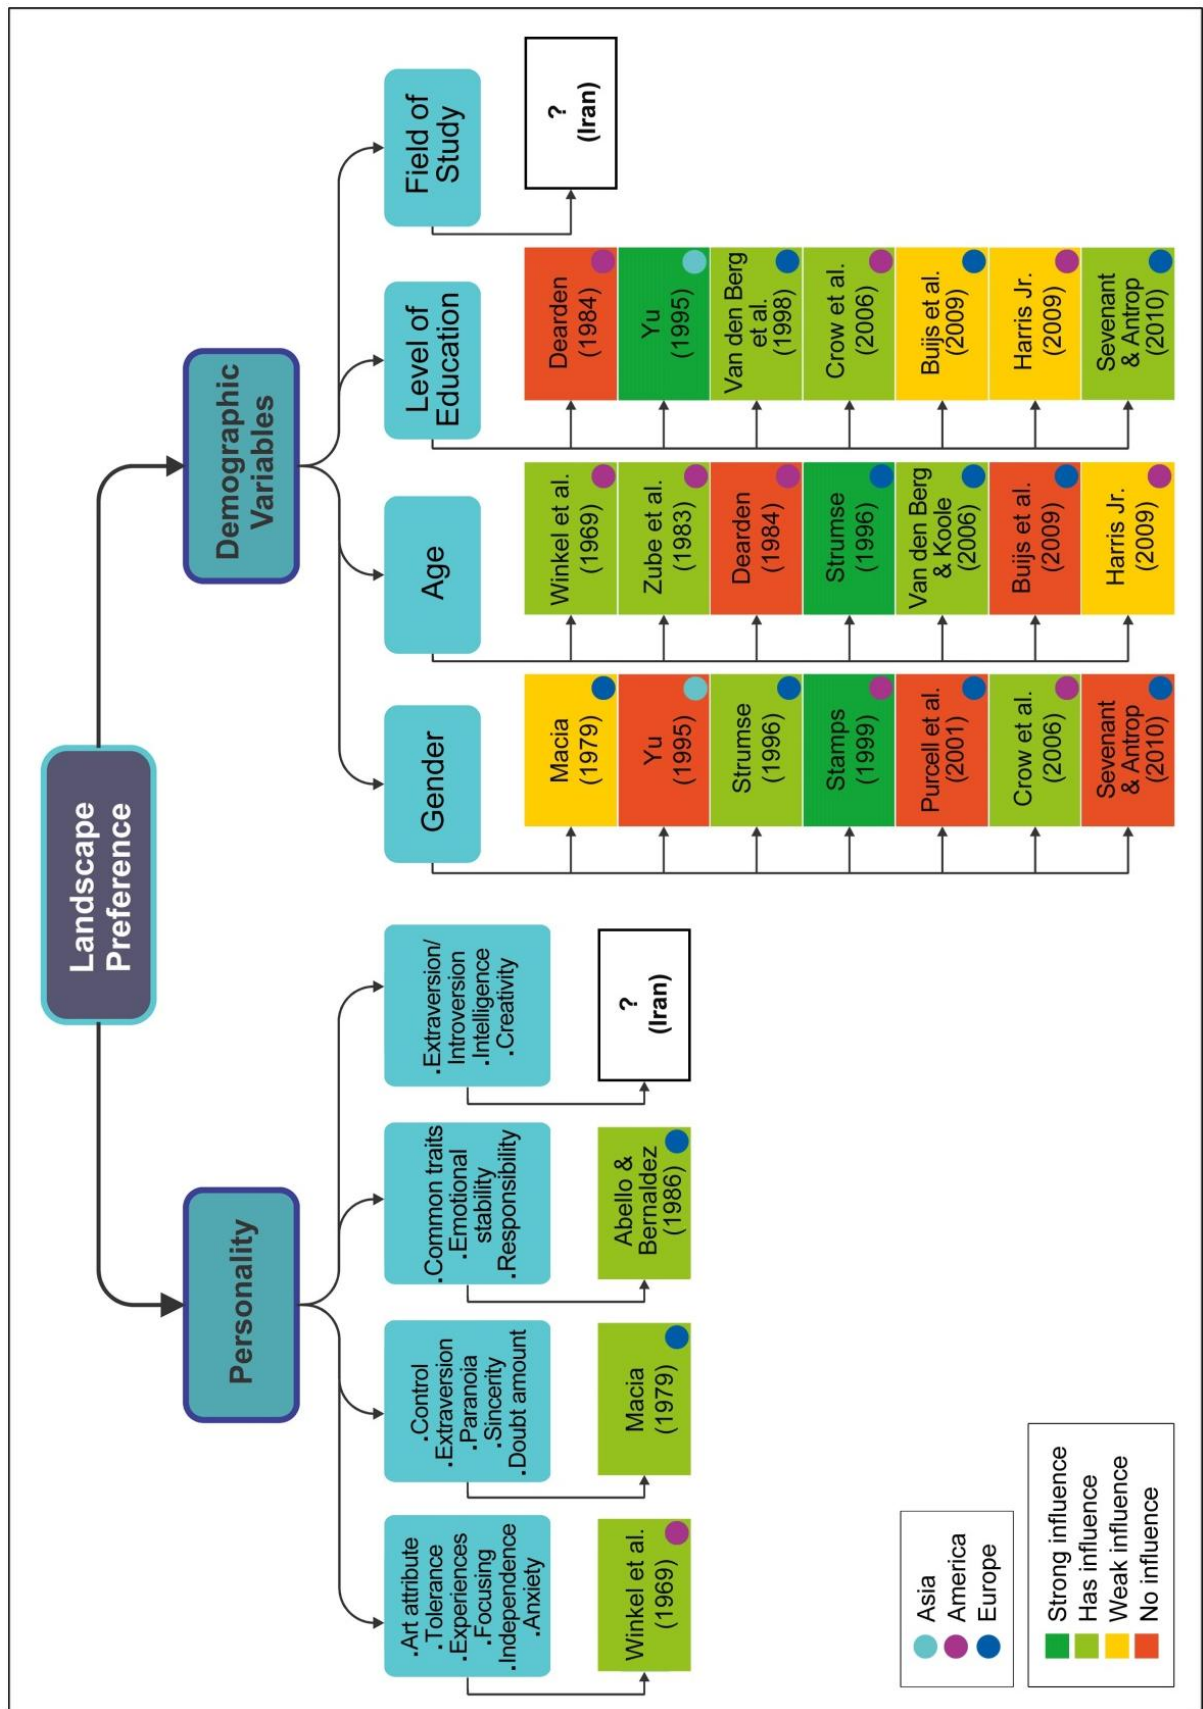 Landscape
Preference
Personality
Demographic
Variables
.Art attribute
.Tolerance
.Experiences
.Focusing
.Independence
.Anxiety
.Control
.Extraversion
.Paranoia
.Sincerity
.Doubt amount
.Common traits
.Emotional
stability
.Responsibility
.Extraversion/
Introversion
.Intelligence
.Creativity
Gender
Age
Level of
Education
Field of
Study
Winkel et al.
(1969)
Macia
(1979)
Abello &
Bernaldez
(1986)
?
(Iran)
Macia
(1979)
Yu
(1995)
Strumse
(1996)
Stamps
(1999)
Purcell et al.
(2001)
Crow et al.
(2006)
Sevenant
& Antrop
(2010)
Winkel et al.
(1969)
Zube et al.
(1983)
Dearden
(1984)
Strumse
(1996)
Van den Berg
& Koole
(2006)
Buijs et al.
(2009)
Harris Jr.
(2009)
Dearden
(1984)
Yu
(1995)
Van den Berg
et al.
(1998)
Crow et al.
(2006)
Buijs et al.
(2009)
Harris Jr.
(2009)
Sevenant
& Antrop
(2010)
?
(Iran)
Asia
America
Europe
Strong influence
Has influence
Weak influence
No influence